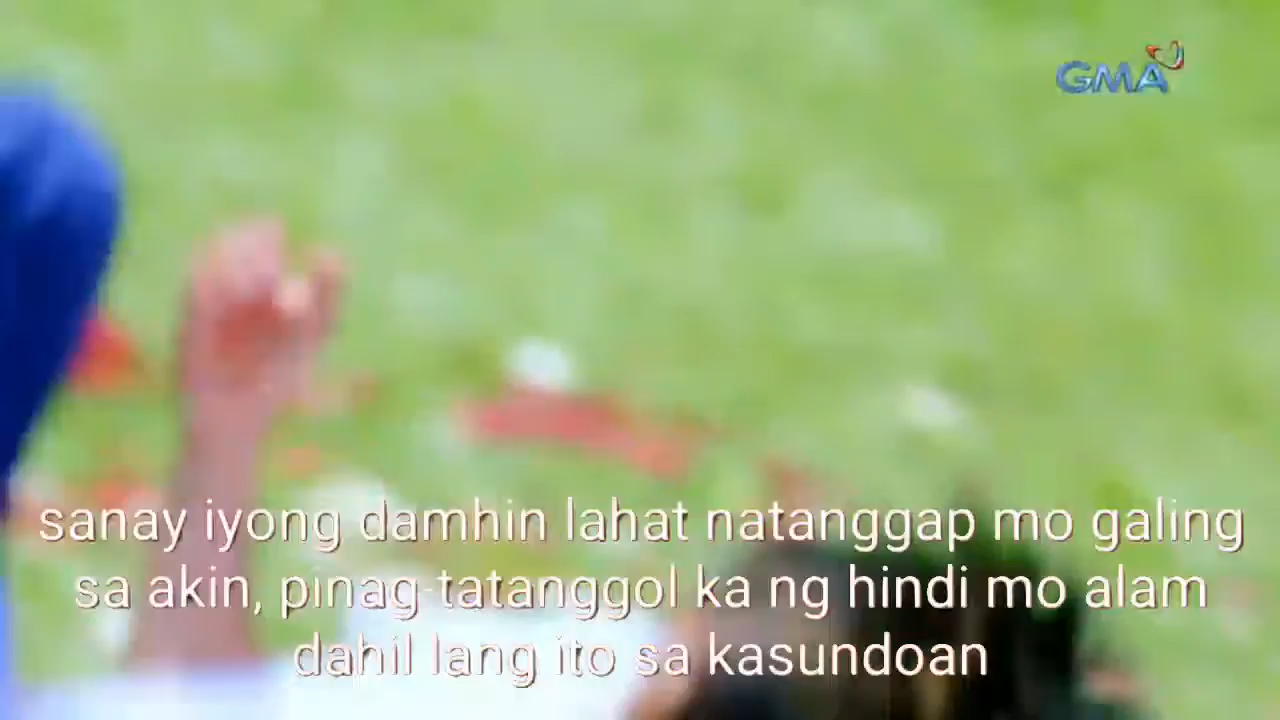 GMA
sanay iyong damhin lahat natanggap mo galing
sa akin, pinag-tatanggol ka ng hindi mo alam
dahil lang ito sa kasundoan